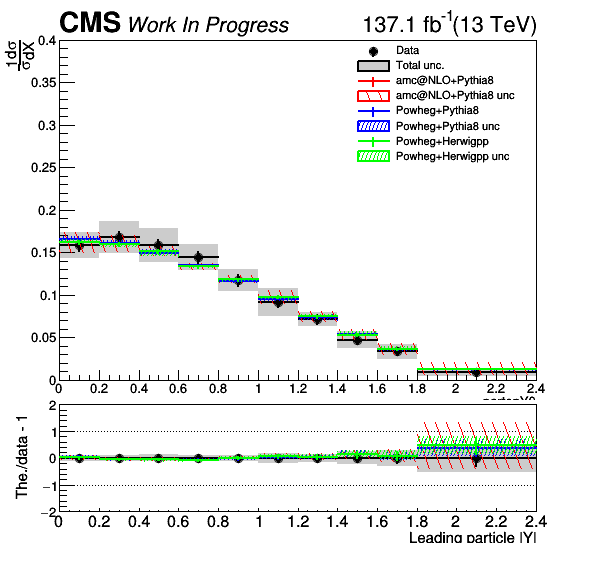 CMS Work In Progress 137.1 fb⁻¹(13 TeV)
1 dσ
σ dX
Data
Total unc.
amc@NLO+Pythia8
amc@NLO+Pythia8 unc
Powheg+Pythia8
Powheg+Pythia8 unc
Powheg+Herwigpp
Powheg+Herwigpp unc
0.4
0.35
0.3
0.25
0.2
0.15
0.1
0.05
0
0 0.2 0.4 0.6 0.8 1 1.2 1.4 1.6 1.8 2 2.2 2.4
The./data - 1
2
1
0
−1
−2
0 0.2 0.4 0.6 0.8 1 1.2 1.4 1.6 1.8 2 2.2 2.4
Leading particle |Y|